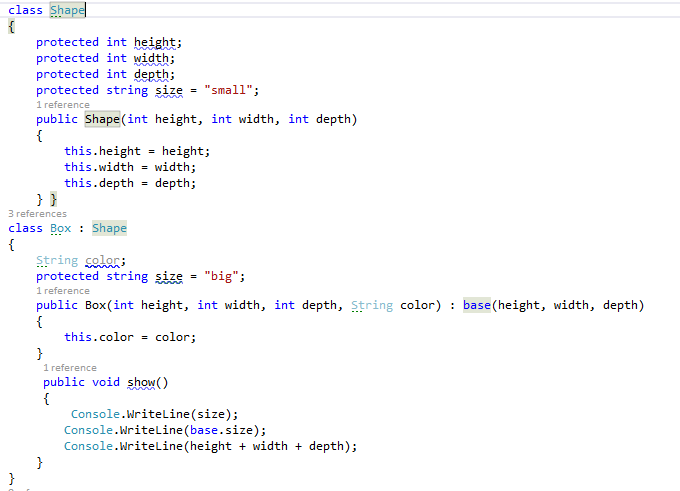 class Shape
{
protected int height;
protected int width;
protected int depth;
protected string size = "small";
1 reference
public Shape(int height, int width, int depth)
{
this.height = height;
this.width = width;
this.depth = depth;
} }
3 references
class Box : Shape
{
String color;
protected string size = "big";
1 reference
public Box(int height, int width, int depth, String color) : base(height, width, depth)
{
this.color = color;
}
1 reference
public void show()
{
Console.WriteLine(size);
Console.WriteLine(base.size);
Console.WriteLine(height + width + depth);
}
}